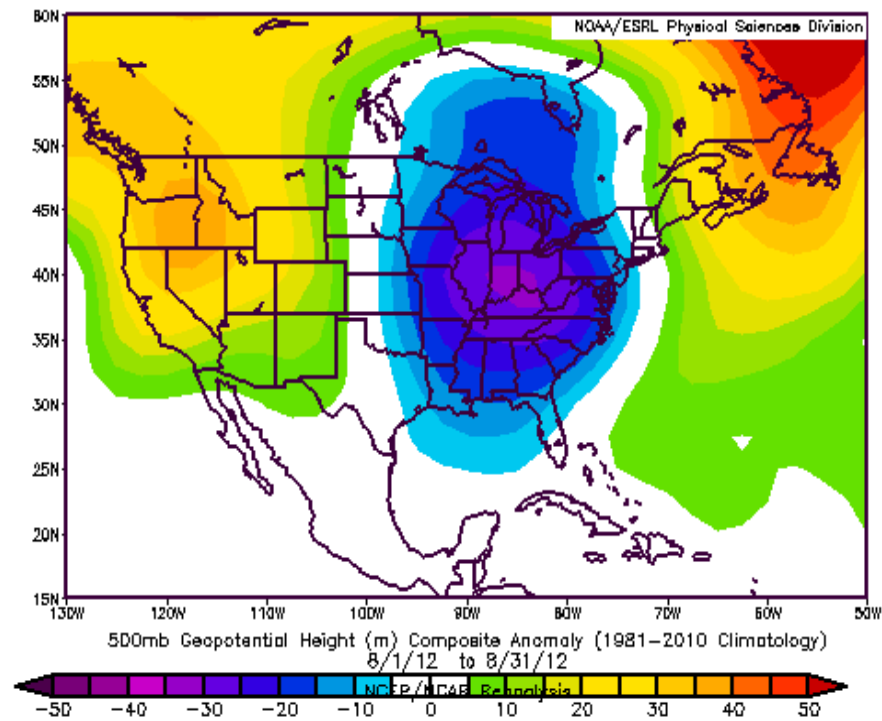 NOAA/ESRL Physical Sciences Division
60N
55N
50N
45N
40N
35N
30N
25N
20N
15N
130W 120W 110W 100W 90W 80W 70W 60W 50W
500mb Geopotential Height (m) Composite Anomaly (1981-2010 Climatology)
8/1/12 to 8/31/12
NCEP/NCAR Reanalysis
-50 -40 -30 -20 -10 0 10 20 30 40 50